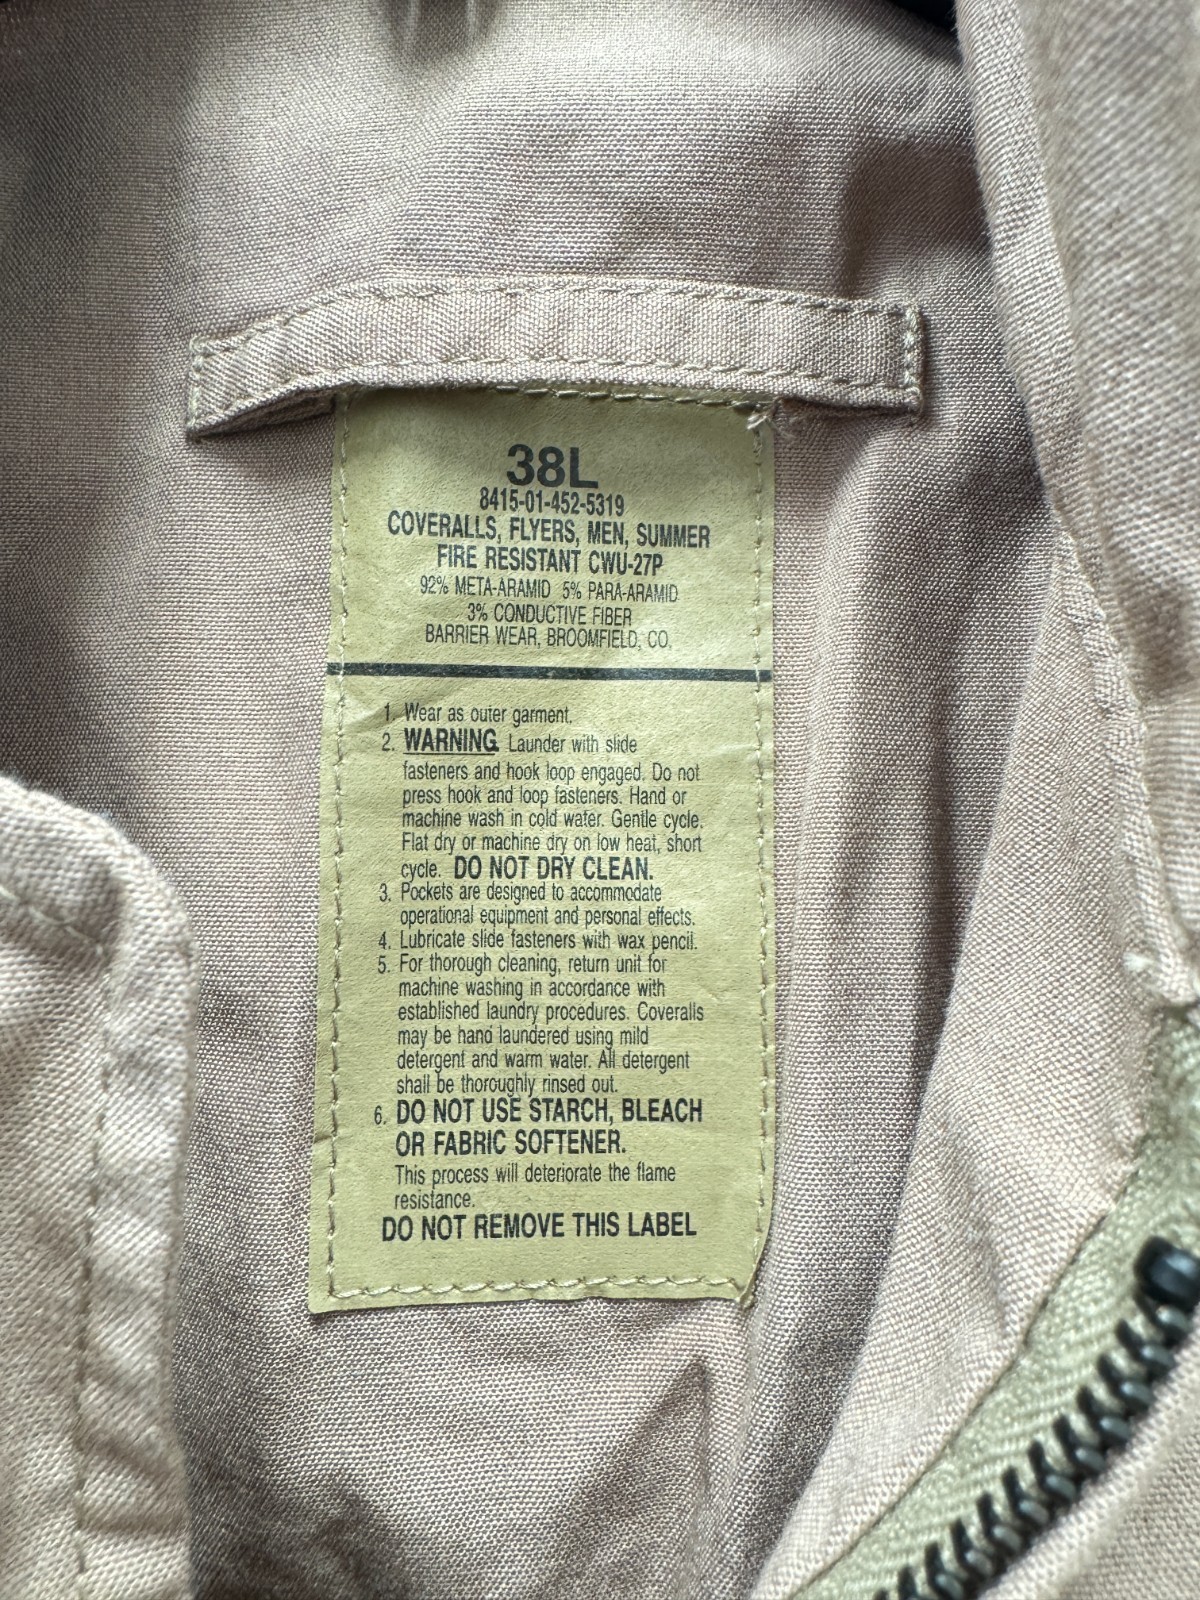 38L
8415-01-452-5319
COVERALLS, FLYERS, MEN, SUMMER
FIRE RESISTANT CWU-27P
92% META-ARAMID 5% PARA-ARAMID
3% CONDUCTIVE FIBER
BARRIER WEAR, BROOMFIELD, CO.
1. Wear as outer garment.
2. WARNING Launder with slide
fasteners and hook loop engaged. Do not
press hook and loop fasteners. Hand or
machine wash in cold water. Gentle cycle.
Flat dry or machine dry on low heat, short
cycle. DO NOT DRY CLEAN.
3. Pockets are designed to accommodate
operational equipment and personal effects.
4. Lubricate slide fasteners with wax pencil.
5. For thorough cleaning, return unit for
machine washing in accordance with
established laundry procedures. Coveralls
may be hand laundered using mild
detergent and warm water. All detergent
shall be thoroughly rinsed out.
6. DO NOT USE STARCH, BLEACH
OR FABRIC SOFTENER.
This process will deteriorate the flame
resistance.
DO NOT REMOVE THIS LABEL